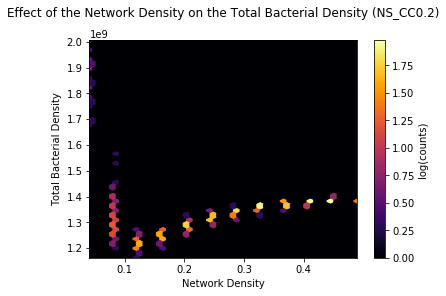 Effect of the Network Density on the Total Bacterial Density (NS_CC0.2)
1e9
2.0
1.9
1.8
1.7
1.6
1.5
1.4
1.3
1.2
Total Bacterial Density
0.1 0.2 0.3 0.4
Network Density
1.75
1.50
1.25
1.00
0.75
0.50
0.25
0.00
log(counts)